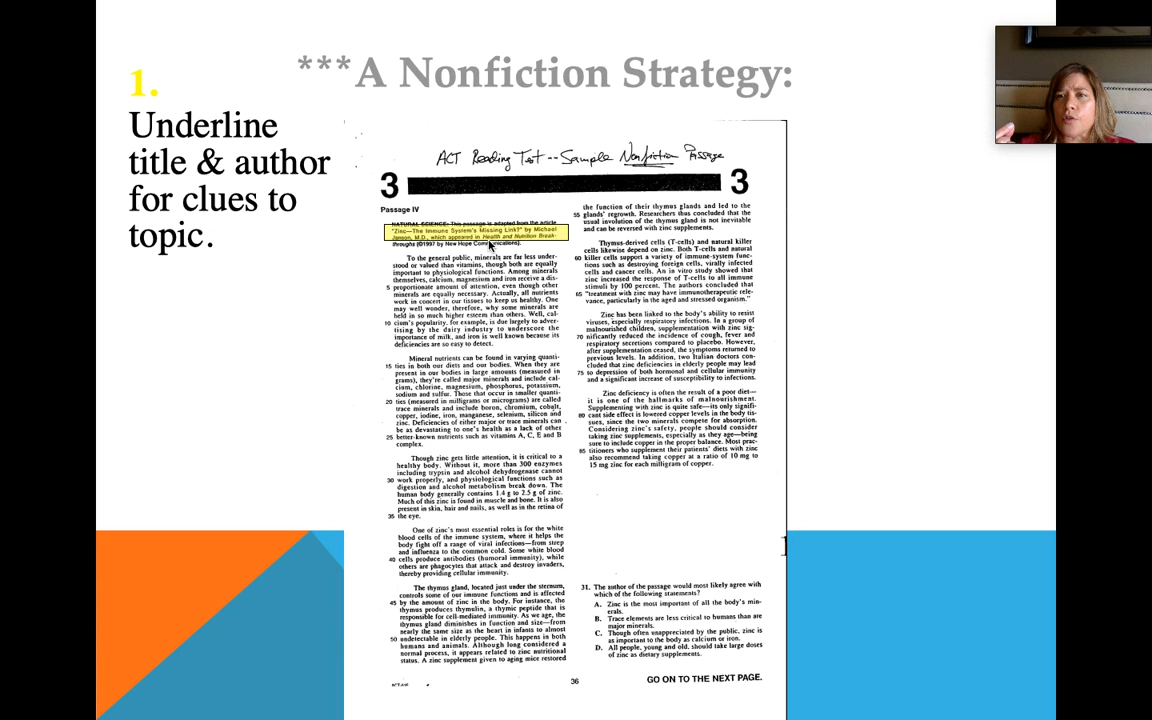 ***A Nonfiction Strategy:
1.
Underline
title & author
for clues to
topic.
ACT Reading Test -- Sample Nonfiction Passage
3 3
Passage IV
NATURAL SCIENCE: This passage is adapted from the article
"Zinc—The Immune System's Missing Link?" by Michael
Janson, M.D., which appeared in Health and Nutrition Break-
throughs (©1997 by New Hope Communications).
To the general public, minerals are far less under-
stood or valued than vitamins, though both are equally
important to physiological functions. Among minerals
themselves, calcium, magnesium and iron receive a dis-
5 proportionate amount of attention, even though other
minerals are equally necessary. Actually, all nutrients
work in concert in our tissues to keep us healthy. One
may well wonder, therefore, why some minerals are
held in so much higher esteem than others. Well, cal-
10 cium's popularity, for example, is due largely to adver-
tising by the dairy industry to underscore the
importance of milk, and iron is well known because its
deficiencies are so easy to detect.
Mineral nutrients can be found in varying quanti-
15 ties in both our diets and our bodies. When they are
present in our bodies in large amounts (measured in
grams), they're called major minerals and include cal-
cium, chlorine, magnesium, phosphorus, potassium,
sodium and sulfur. Those that occur in smaller quanti-
20 ties (measured in milligrams or micrograms) are called
trace minerals and include boron, chromium, cobalt,
copper, iodine, iron, manganese, selenium, silicon and
zinc. Deficiencies of either major or trace minerals can
be as devastating to one's health as a lack of other
25 better-known nutrients such as vitamins A, C, E and B
complex.
Though zinc gets little attention, it is critical to a
healthy body. Without it, more than 300 enzymes
including trypsin and alcohol dehydrogenase cannot
30 work properly, and physiological functions such as
digestion and alcohol metabolism break down. The
human body generally contains 1.4 g to 2.5 g of zinc.
Much of this zinc is found in muscle and bone. It is also
present in skin, hair and nails, as well as in the retina of
35 the eye.
One of zinc's most essential roles is for the white
blood cells of the immune system, where it helps the
body fight off a range of viral infections—from strep
and influenza to the common cold. Some white blood
40 cells produce antibodies (humoral immunity), while
others are phagocytes that attack and destroy invaders,
thereby providing cellular immunity.
The thymus gland, located just under the sternum,
controls some of our immune functions and is affected
45 by the amount of zinc in the body. For instance, the
thymus produces thymulin, a thymic peptide that is
responsible for cell-mediated immunity. As we age, the
thymus gland diminishes in function and size—from
nearly the same size as the heart in infants to almost
50 undetectable in elderly people. This happens in both
humans and animals. Although long considered a
normal process, it appears related to zinc nutritional
status. A zinc supplement given to aging mice restored
the function of their thymus glands and led to the
55 glands' regrowth. Researchers thus concluded that the
usual involution of the thymus gland is not inevitable
and can be reversed with zinc supplements.
Thymus-derived cells (T-cells) and natural killer
cells likewise depend on zinc. Both T-cells and natural
60 killer cells support a variety of immune-system func-
tions such as destroying foreign cells, virally infected
cells and cancer cells. An in vitro study showed that
zinc increased the response of T-cells to all immune
stimuli by 100 percent. The authors concluded that
65 "treatment with zinc may have immunotherapeutic rele-
vance, particularly in the aged and stressed organism."
Zinc has been linked to the body's ability to resist
viruses, especially respiratory infections. In a group of
malnourished children, supplementation with zinc sig-
70 nificantly reduced the incidence of cough, fever and
respiratory secretions compared to placebo. However,
after supplementation ceased, the symptoms returned to
previous levels. In addition, two Italian doctors con-
cluded that zinc deficiencies in elderly people may lead
75 to depression of both hormonal and cellular immunity
and a significant increase of susceptibility to infections.
Zinc deficiency is often the result of a poor diet—
it is one of the hallmarks of malnourishment.
Supplementing with zinc is quite safe—its only signifi-
80 cant side effect is lowered copper levels in the body tis-
sues, since the two minerals compete for absorption.
Considering zinc's safety, people should consider
taking zinc supplements, especially as they age—being
sure to include copper in the proper balance. Most prac-
85 titioners who supplement their patients' diets with zinc
also recommend taking copper at a ratio of 10 mg to
15 mg zinc for each milligram of copper.
31. The author of the passage would most likely agree with
which of the following statements?
A. Zinc is the most important of all the body's min-
erals.
B. Trace elements are less critical to humans than are
major minerals.
C. Though often unappreciated by the public, zinc is
as important to the body as calcium or iron.
D. All people, young and old, should take large doses
of zinc as dietary supplements.
36
GO ON TO THE NEXT PAGE.